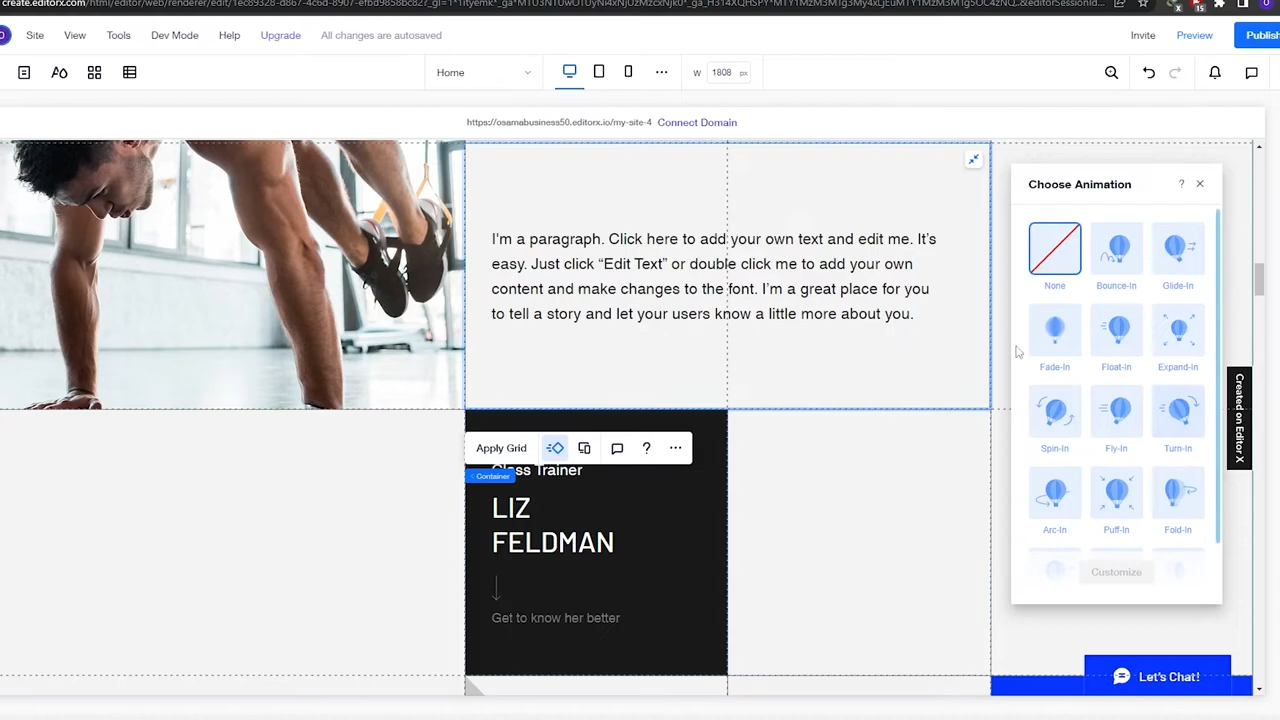 Site View Tools Dev Mode Help Upgrade All changes are autosaved Invite Preview Publish
Home W 1808 px
https://osamabusiness50.editorx.io/my-site-4 Connect Domain
I'm a paragraph. Click here to add your own text and edit me. It's
easy. Just click “Edit Text” or double click me to add your own
content and make changes to the font. I'm a great place for you
to tell a story and let your users know a little more about you.
Choose Animation ?
None Bounce-In Glide-In
Fade-In Float-In Expand-In
Spin-In Fly-In Turn-In
Arc-In Puff-In Fold-In
Customize
Created on Editor X
Apply Grid ?
Class Trainer
‹ Container
LIZ
FELDMAN
Get to know her better
Let's Chat!